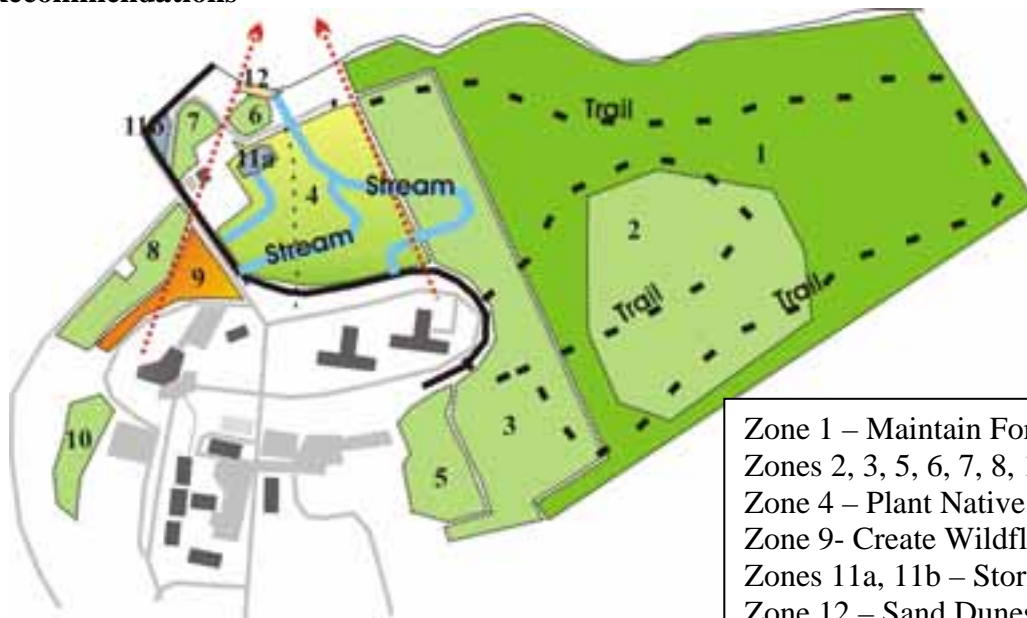 Recommendations
12
11b
7
6
11a
4
Stream
Stream
8
9
10
Trail
1
2
Trail
Trail
3
5
Zone 1 – Maintain For
Zones 2, 3, 5, 6, 7, 8, 1
Zone 4 – Plant Native
Zone 9- Create Wildfl
Zones 11a, 11b – Stor
Zone 12 – Sand Dunes